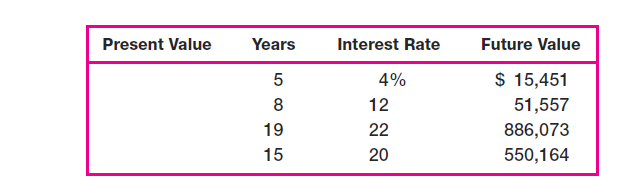 Present Value Years Interest Rate Future Value
5 4% $ 15,451
8 12 51,557
19 22 886,073
15 20 550,164